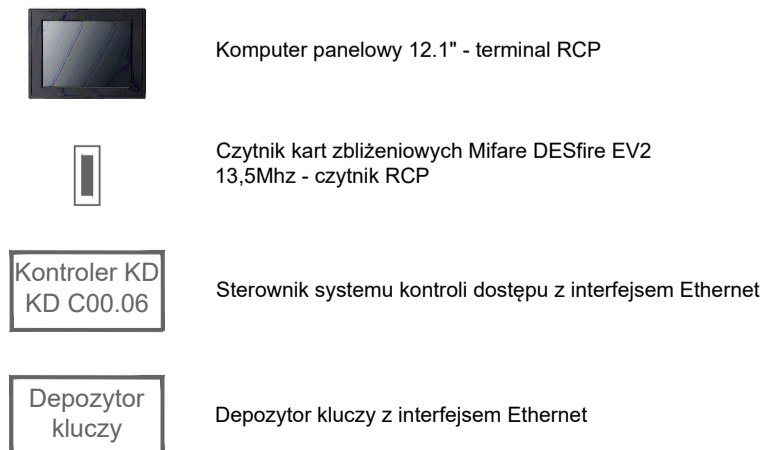 Komputer panelowy 12.1" - terminal RCP
Czytnik kart zbliżeniowych Mifare DESfire EV2
13,5Mhz - czytnik RCP
Kontroler KD
KD C00.06
Sterownik systemu kontroli dostępu z interfejsem Ethernet
Depozytor
kluczy
Depozytor kluczy z interfejsem Ethernet